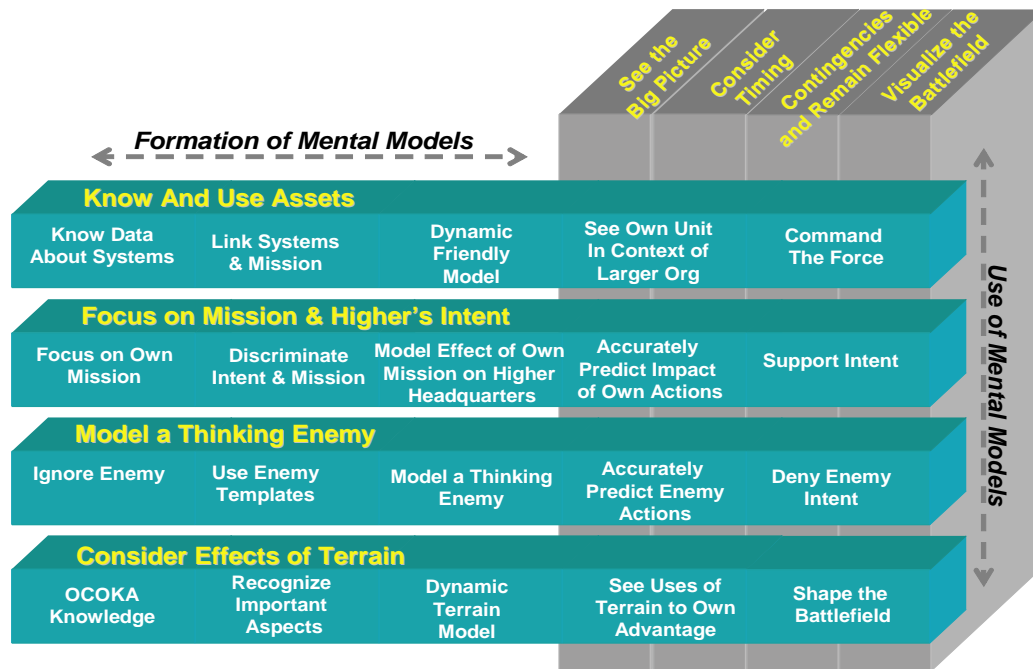 See the
Big Picture
Consider
Timing
Contingencies
and Remain Flexible
Visualize the
Battlefield
Formation of Mental Models
Know And Use Assets
Know Data
About Systems
Link Systems
& Mission
Dynamic
Friendly
Model
See Own Unit
In Context of
Larger Org
Command
The Force
Focus on Mission & Higher's Intent
Focus on Own
Mission
Discriminate
Intent & Mission
Model Effect of Own
Mission on Higher
Headquarters
Accurately
Predict Impact
of Own Actions
Support Intent
Model a Thinking Enemy
Ignore Enemy
Use Enemy
Templates
Model a Thinking
Enemy
Accurately
Predict Enemy
Actions
Deny Enemy
Intent
Consider Effects of Terrain
OCOKA
Knowledge
Recognize
Important
Aspects
Dynamic
Terrain
Model
See Uses of
Terrain to Own
Advantage
Shape the
Battlefield
Use of Mental Models